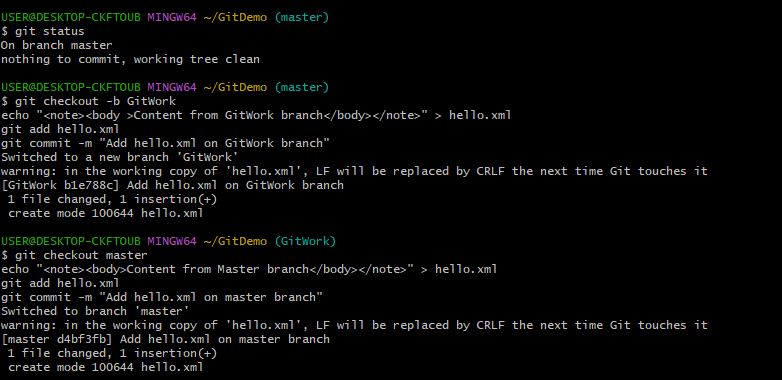 USER@DESKTOP-CKFTOUB MINGW64 ~/GitDemo (master)
$ git status
On branch master
nothing to commit, working tree clean
USER@DESKTOP-CKFTOUB MINGW64 ~/GitDemo (master)
$ git checkout -b GitWork
echo "<note><body >Content from GitWork branch</body></note>" > hello.xml
git add hello.xml
git commit -m "Add hello.xml on GitWork branch"
Switched to a new branch 'GitWork'
warning: in the working copy of 'hello.xml', LF will be replaced by CRLF the next time Git touches it
[GitWork b1e788c] Add hello.xml on GitWork branch
 1 file changed, 1 insertion(+)
 create mode 100644 hello.xml
USER@DESKTOP-CKFTOUB MINGW64 ~/GitDemo (GitWork)
$ git checkout master
echo "<note><body>Content from Master branch</body></note>" > hello.xml
git add hello.xml
git commit -m "Add hello.xml on master branch"
Switched to branch 'master'
warning: in the working copy of 'hello.xml', LF will be replaced by CRLF the next time Git touches it
[master d4bf3fb] Add hello.xml on master branch
 1 file changed, 1 insertion(+)
 create mode 100644 hello.xml